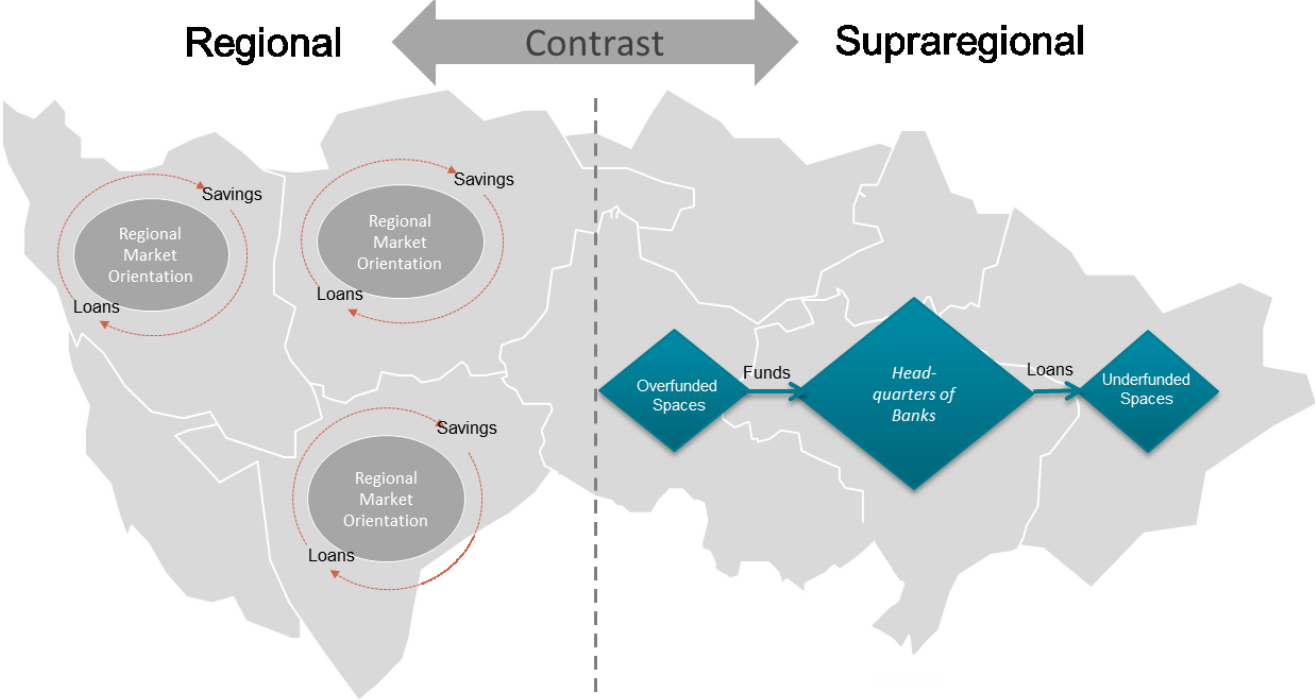 Regional
Contrast
Supraregional
Savings
Regional
Market
Orientation
Loans
Savings
Regional
Market
Orientation
Loans
Savings
Regional
Market
Orientation
Loans
Overfunded
Spaces
Funds
Head-
quarters of
Banks
Loans
Underfunded
Spaces